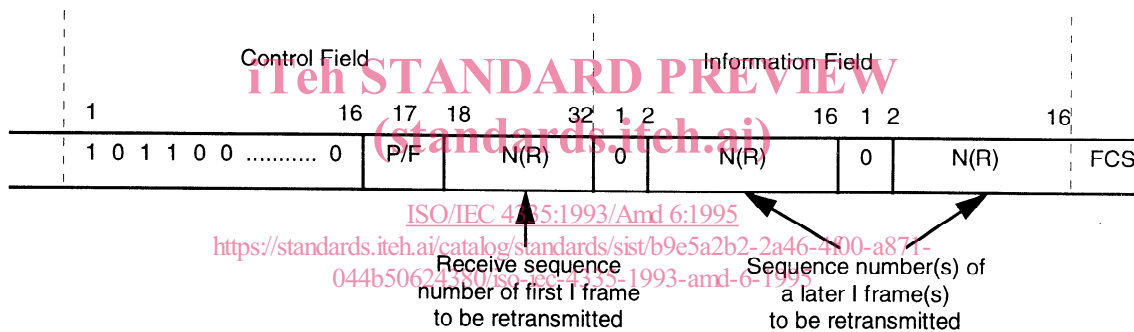 Control Field
Information Field
iTeh STANDARD PREVIEW
(standards.iteh.ai)
1 16 17 18 32 1 2 16 1 2 16
1 0 1 1 0 0 ........... 0 P/F N(R) 0 N(R) 0 N(R) FCS
ISO/IEC 4335:1993/Amd 6:1995
https://standards.iteh.ai/catalog/standards/sist/b9e5a2b2-2a46-4f00-a871-
044b50624380/iso-iec-4335-1993-amd-6-1995
Receive sequence
number of first I frame
to be retransmitted
Sequence number(s) of
a later I frame(s)
to be retransmitted